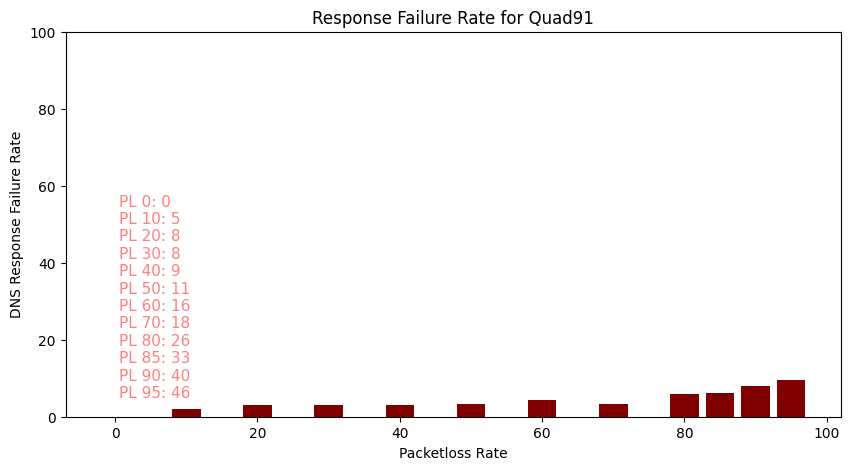 Response Failure Rate for Quad91
100
80
60
40
20
0
DNS Response Failure Rate
PL 0: 0
PL 10: 5
PL 20: 8
PL 30: 8
PL 40: 9
PL 50: 11
PL 60: 16
PL 70: 18
PL 80: 26
PL 85: 33
PL 90: 40
PL 95: 46
0 20 40 60 80 100
Packetloss Rate